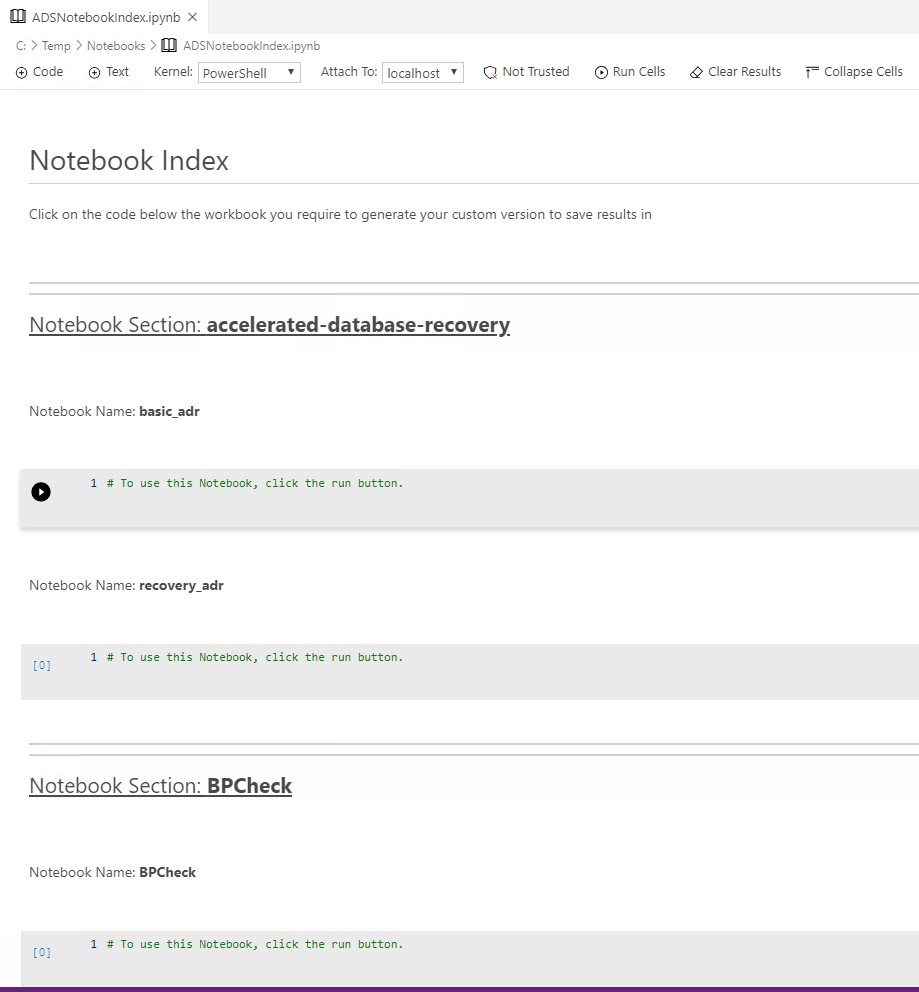 ADSNotebookIndex.ipynb
C: > Temp > Notebooks > ADSNotebookIndex.ipynb
Code Text Kernel: PowerShell Attach To: localhost Not Trusted Run Cells Clear Results Collapse Cells
Notebook Index
Click on the code below the workbook you require to generate your custom version to save results in
Notebook Section: accelerated-database-recovery
Notebook Name: basic_adr
1 # To use this Notebook, click the run button.
Notebook Name: recovery_adr
[0] 1 # To use this Notebook, click the run button.
Notebook Section: BPCheck
Notebook Name: BPCheck
[0] 1 # To use this Notebook, click the run button.